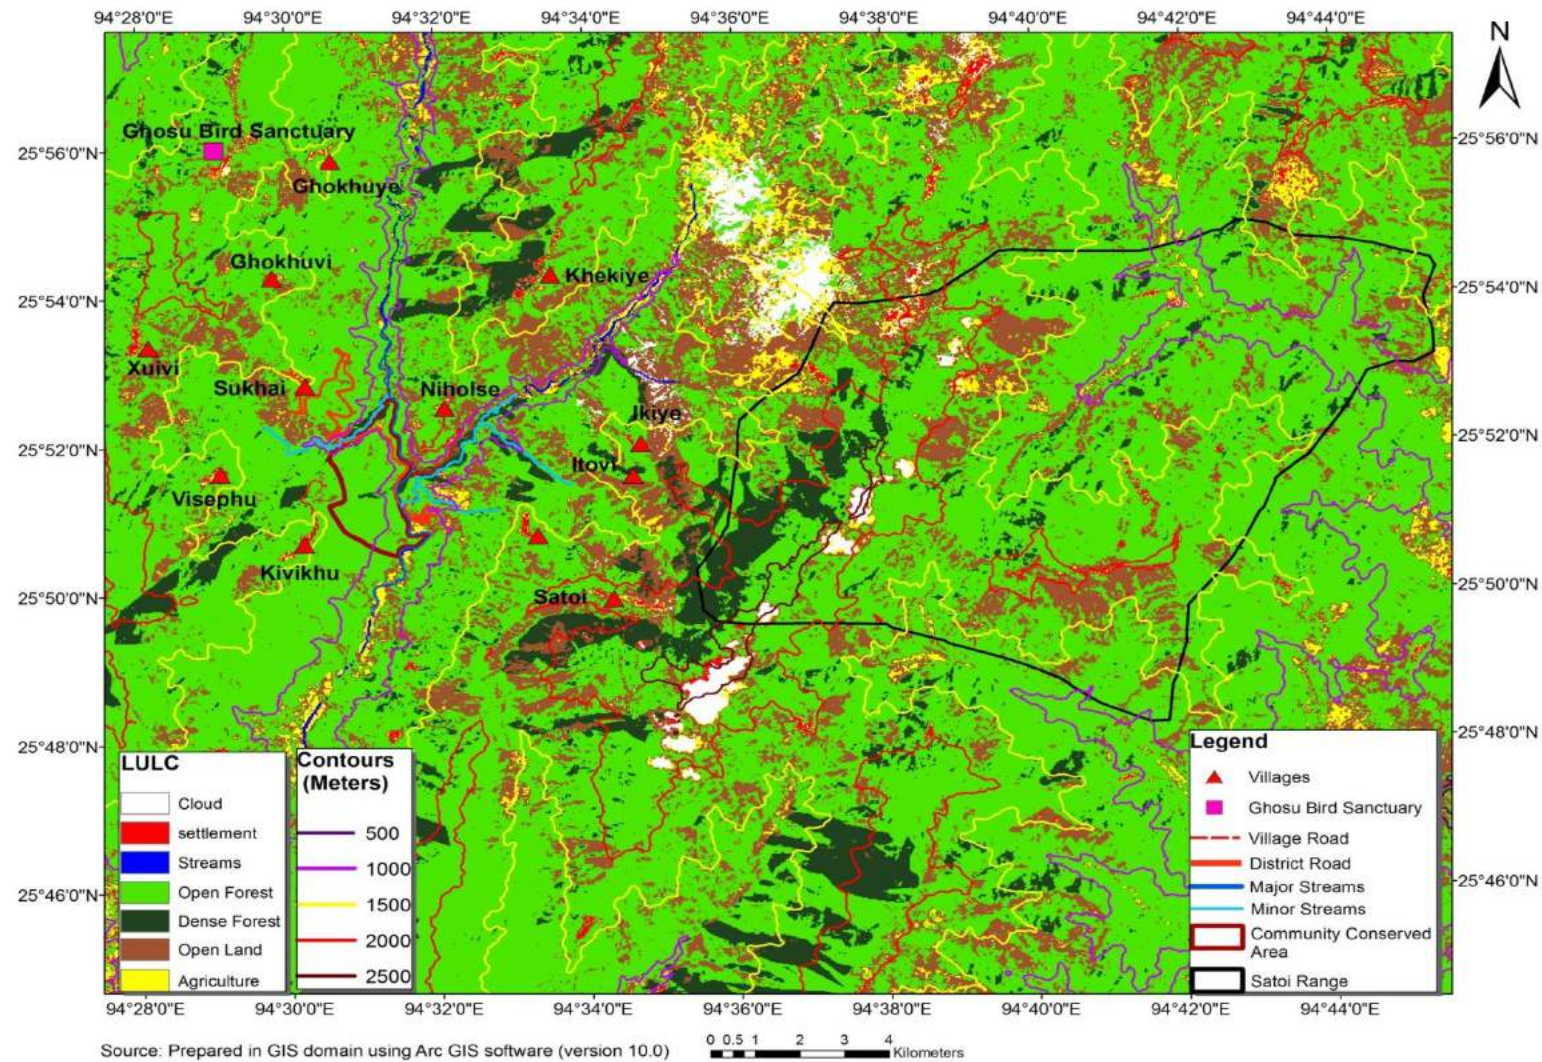 94°28'0"E 94°30'0"E 94°32'0"E 94°34'0"E 94°36'0"E 94°38'0"E 94°40'0"E 94°42'0"E 94°44'0"E
N
Ghosu Bird Sanctuary
25°56'0"N
25°56'0"N
Ghokhuye
Ghokhuvi
Khekiye
25°54'0"N
25°54'0"N
Xuivi
Sukhai
Niholse
Ikiye
25°52'0"N
25°52'0"N
Itovi
Visephu
Kivikhu
25°50'0"N
25°50'0"N
Satoi
25°48'0"N
25°48'0"N
LULC
Cloud
settlement
Streams
Open Forest
Dense Forest
Open Land
Agriculture
Contours
(Meters)
500
1000
1500
2000
2500
Legend
Villages
Ghosu Bird Sanctuary
Village Road
District Road
Major Streams
Minor Streams
Community Conserved
Area
Satoi Range
25°46'0"N
25°46'0"N
94°28'0"E 94°30'0"E 94°32'0"E 94°34'0"E 94°36'0"E 94°38'0"E 94°40'0"E 94°42'0"E 94°44'0"E
Source: Prepared in GIS domain using Arc GIS software (version 10.0)
0 0.5 1 2 3 4
Kilometers